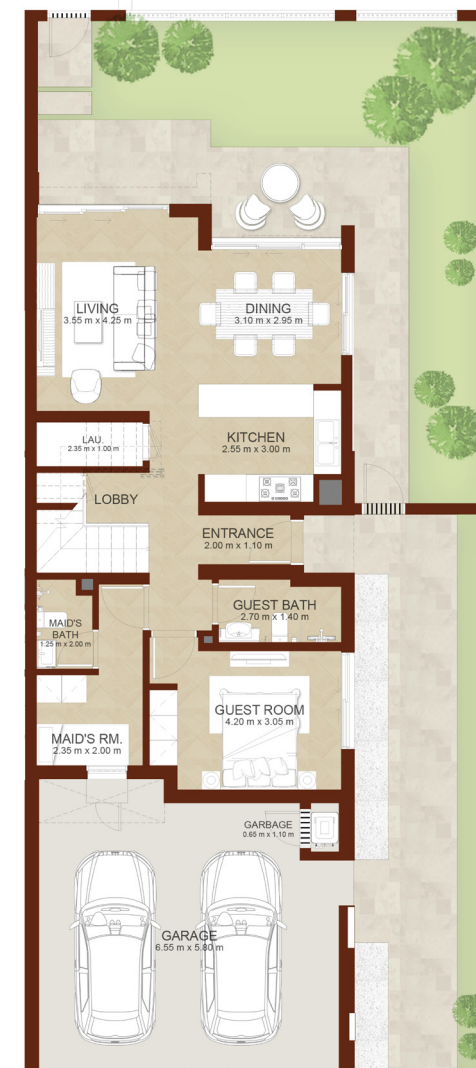 LIVING
3.55 m x 4.25 m
DINING
3.10 m x 2.95 m
LAU.
2.35 m x 1.00 m
KITCHEN
2.55 m x 3.00 m
LOBBY
ENTRANCE
2.00 m x 1.10 m
MAID'S
BATH
1.25 m x 2.00 m
GUEST BATH
2.70 m x 1.40 m
GUEST ROOM
4.20 m x 3.05 m
MAID'S RM.
2.35 m x 2.00 m
GARBAGE
0.65 m x 1.10 m
GARAGE
6.55 m x 5.80 m